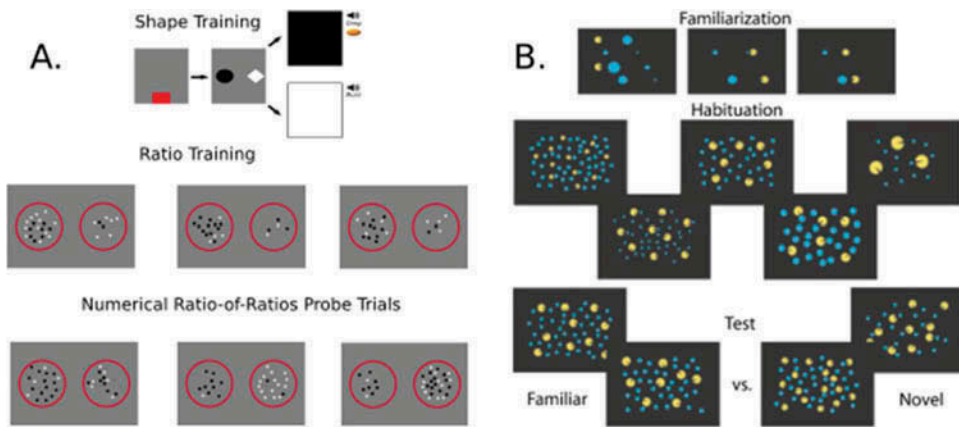 A.
Shape Training
Ratio Training
Numerical Ratio-of-Ratios Probe Trials
B.
Familiarization
Habituation
Test
Familiar
vs.
Novel